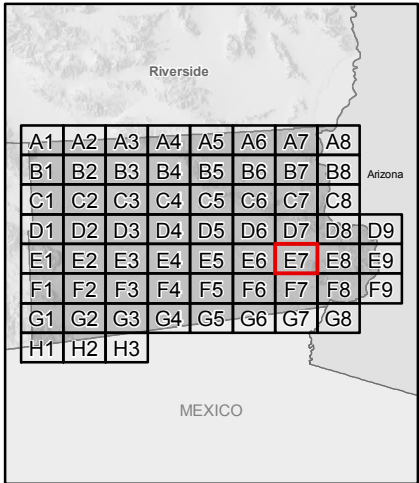 Riverside
A1 A2 A3 A4 A5 A6 A7 A8
B1 B2 B3 B4 B5 B6 B7 B8 Arizona
C1 C2 C3 C4 C5 C6 C7 C8
D1 D2 D3 D4 D5 D6 D7 D8 D9
E1 E2 E3 E4 E5 E6 E7 E8 E9
F1 F2 F3 F4 F5 F6 F7 F8 F9
G1 G2 G3 G4 G5 G6 G7 G8
H1 H2 H3
MEXICO